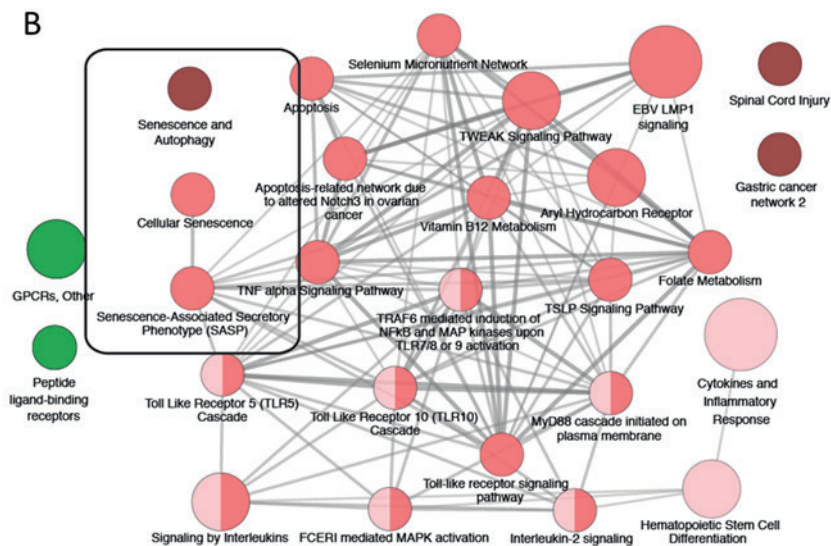 B
Selenium Micronutrient Network
Apoptosis
EBV LMP1
signaling
Spinal Cord Injury
Senescence and
Autophagy
TWEAK Signaling Pathway
Apoptosis-related network due
to altered Notch3 in ovarian
cancer
Gastric cancer
network 2
Cellular Senescence
Vitamin B12 Metabolism
Aryl Hydrocarbon Receptor
GPCRs, Other
TNF alpha Signaling Pathway
Folate Metabolism
Senescence-Associated Secretory
Phenotype (SASP)
TRAF6 mediated induction of
NFkB and MAP kinases upon
TLR7/8 or 9 activation
TSLP Signaling Pathway
Peptide
ligand-binding
receptors
Toll Like Receptor 5 (TLR5)
Cascade
Toll Like Receptor 10 (TLR10)
Cascade
MyD88 cascade initiated on
plasma membrane
Cytokines and
Inflammatory
Response
Toll-like receptor signaling
pathway
Signaling by Interleukins
FCERI mediated MAPK activation
Interleukin-2 signaling
Hematopoietic Stem Cell
Differentiation